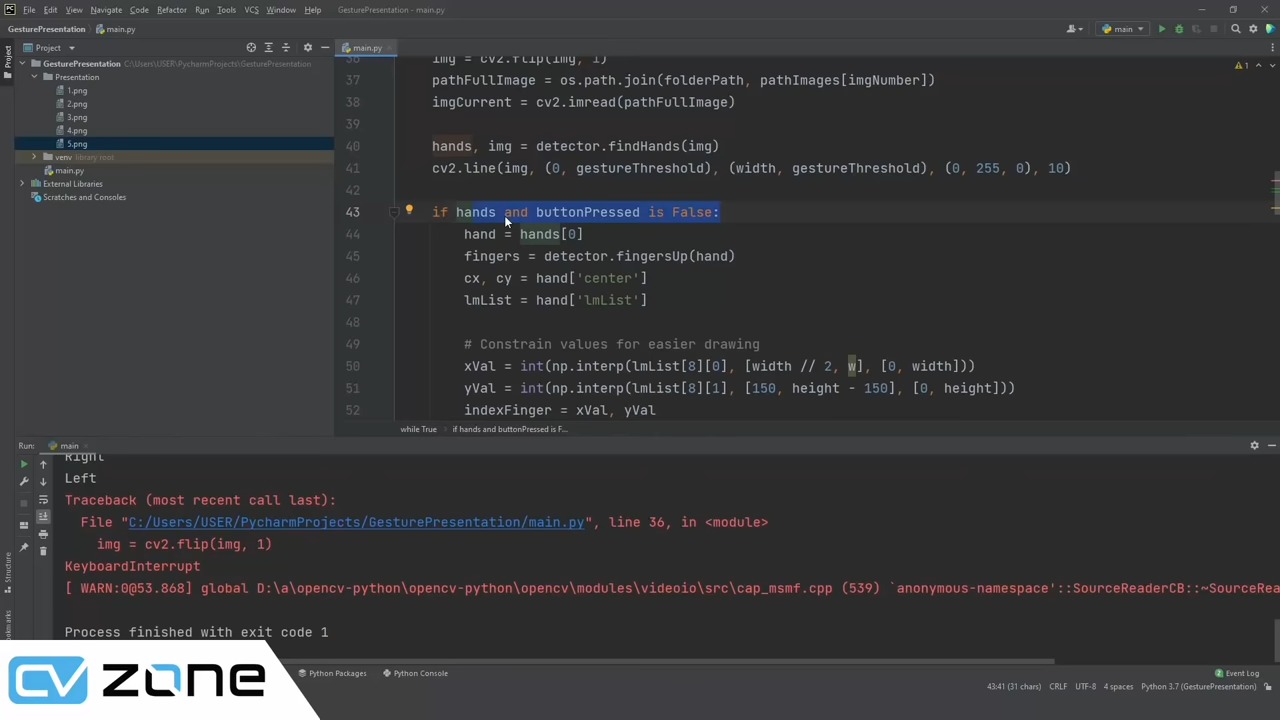 File Edit View Navigate Code Refactor Run Tools VCS Window Help GesturePresentation - main.py
GesturePresentation main.py
main
Project
GesturePresentation C:\Users\USER\PycharmProjects\GesturePresentation
Presentation
1.png
2.png
3.png
4.png
5.png
venv library root
main.py
External Libraries
Scratches and Consoles
Project
main.py
1
36 img = cv2.flip(img, 1)
37 pathFullImage = os.path.join(folderPath, pathImages[imgNumber])
38 imgCurrent = cv2.imread(pathFullImage)
39
40 hands, img = detector.findHands(img)
41 cv2.line(img, (0, gestureThreshold), (width, gestureThreshold), (0, 255, 0), 10)
42
43 if hands and buttonPressed is False:
44 hand = hands[0]
45 fingers = detector.fingersUp(hand)
46 cx, cy = hand['center']
47 lmList = hand['lmList']
48
49 # Constrain values for easier drawing
50 xVal = int(np.interp(lmList[8][0], [width // 2, w], [0, width]))
51 yVal = int(np.interp(lmList[8][1], [150, height - 150], [0, height]))
52 indexFinger = xVal, yVal
while True if hands and buttonPressed is F...
Run: main
Right
Left
Traceback (most recent call last):
File "C:/Users/USER/PycharmProjects/GesturePresentation/main.py", line 36, in <module>
img = cv2.flip(img, 1)
KeyboardInterrupt
[ WARN:0@53.868] global D:\a\opencv-python\opencv-python\opencv\modules\videoio\src\cap_msmf.cpp (539) `anonymous-namespace'::SourceReaderCB::~SourceRea
Process finished with exit code 1
Structure
CV ZONE
Python Packages Python Console Event Log
43:41 (31 chars) CRLF UTF-8 4 spaces Python 3.7 (GesturePresentation)